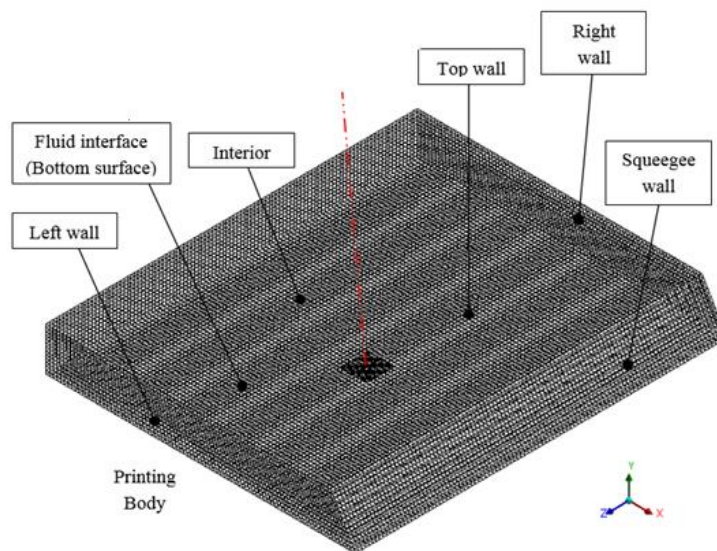 Right
wall
Top wall
Fluid interface
(Bottom surface)
Interior
Squeegee
wall
Left wall
Printing
Body
Y
Z
X